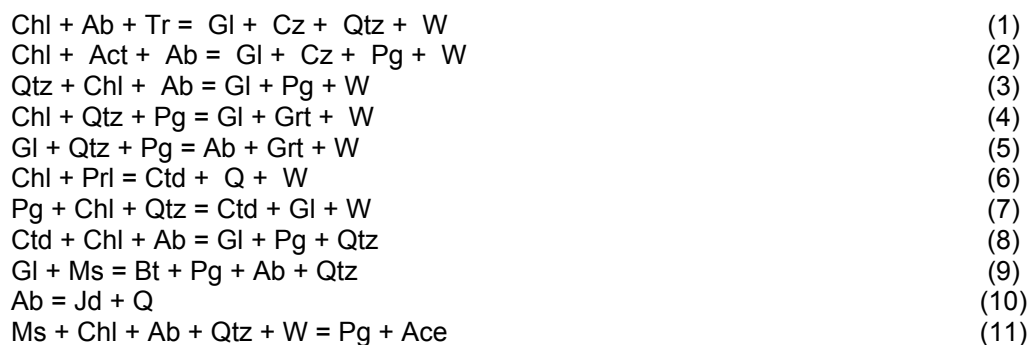 Chl + Ab + Tr = Gl + Cz + Qtz + W (1)
Chl + Act + Ab = Gl + Cz + Pg + W (2)
Qtz + Chl + Ab = Gl + Pg + W (3)
Chl + Qtz + Pg = Gl + Grt + W (4)
Gl + Qtz + Pg = Ab + Grt + W (5)
Chl + Prl = Ctd + Q + W (6)
Pg + Chl + Qtz = Ctd + Gl + W (7)
Ctd + Chl + Ab = Gl + Pg + Qtz (8)
Gl + Ms = Bt + Pg + Ab + Qtz (9)
Ab = Jd + Q (10)
Ms + Chl + Ab + Qtz + W = Pg + Ace (11)